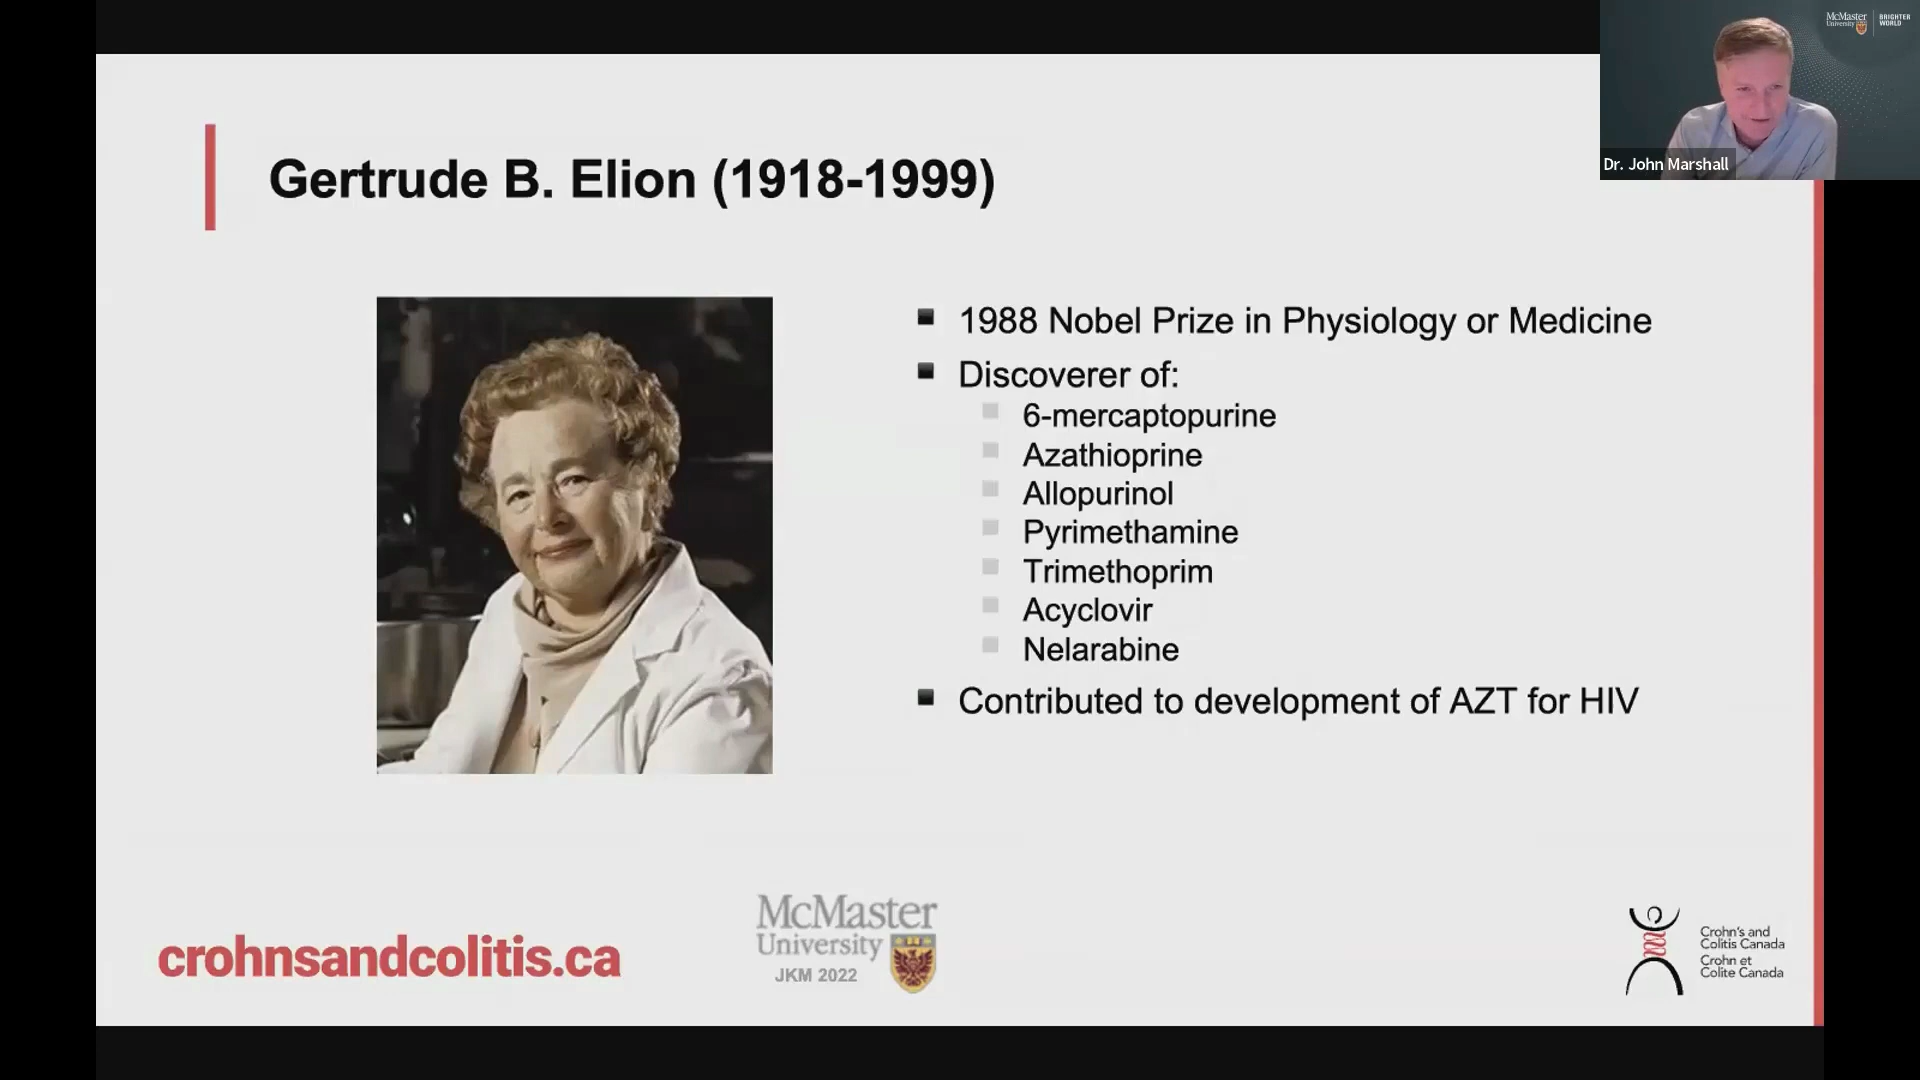 McMaster
University
BRIGHTER
WORLD
Dr. John Marshall
Gertrude B. Elion (1918-1999)
1988 Nobel Prize in Physiology or Medicine
Discoverer of:
6-mercaptopurine
Azathioprine
Allopurinol
Pyrimethamine
Trimethoprim
Acyclovir
Nelarabine
Contributed to development of AZT for HIV
crohnsandcolitis.ca
McMaster
University
JKM 2022
Crohn's and
Colitis Canada
Crohn et
Colite Canada